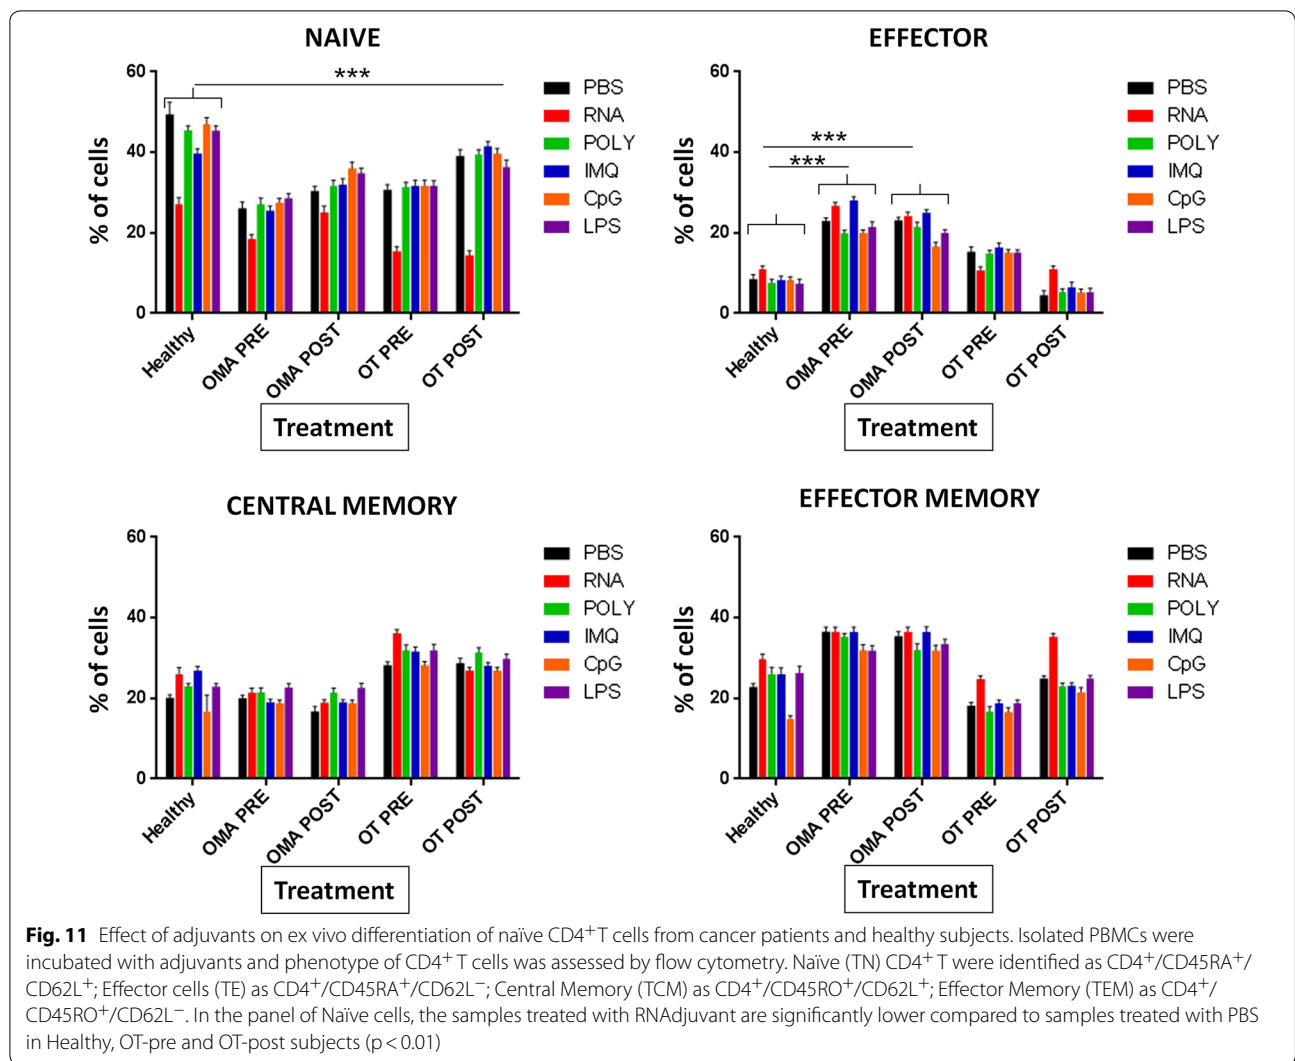 NAIVE
***
60
40
20
0
% of cells
PBS
RNA
POLY
IMQ
CpG
LPS
Healthy
OMA PRE
OMA POST
OT PRE
OT POST
Treatment
EFFECTOR
***
***
60
40
20
0
% of cells
PBS
RNA
POLY
IMQ
CpG
LPS
Healthy
OMA PRE
OMA POST
OT PRE
OT POST
Treatment
CENTRAL MEMORY
60
40
20
0
% of cells
PBS
RNA
POLY
IMQ
CpG
LPS
Healthy
OMA PRE
OMA POST
OT PRE
OT POST
Treatment
EFFECTOR MEMORY
60
40
20
0
% of cells
PBS
RNA
POLY
IMQ
CpG
LPS
Healthy
OMA PRE
OMA POST
OT PRE
OT POST
Treatment
Fig. 11 Effect of adjuvants on ex vivo differentiation of naïve CD4⁺T cells from cancer patients and healthy subjects. Isolated PBMCs were
incubated with adjuvants and phenotype of CD4⁺ T cells was assessed by flow cytometry. Naïve (TN) CD4⁺ T were identified as CD4⁺/CD45RA⁺/
CD62L⁺; Effector cells (TE) as CD4⁺/CD45RA⁺/CD62L⁻; Central Memory (TCM) as CD4⁺/CD45RO⁺/CD62L⁺; Effector Memory (TEM) as CD4⁺/
CD45RO⁺/CD62L⁻. In the panel of Naïve cells, the samples treated with RNAdjuvant are significantly lower compared to samples treated with PBS
in Healthy, OT-pre and OT-post subjects (p < 0.01)